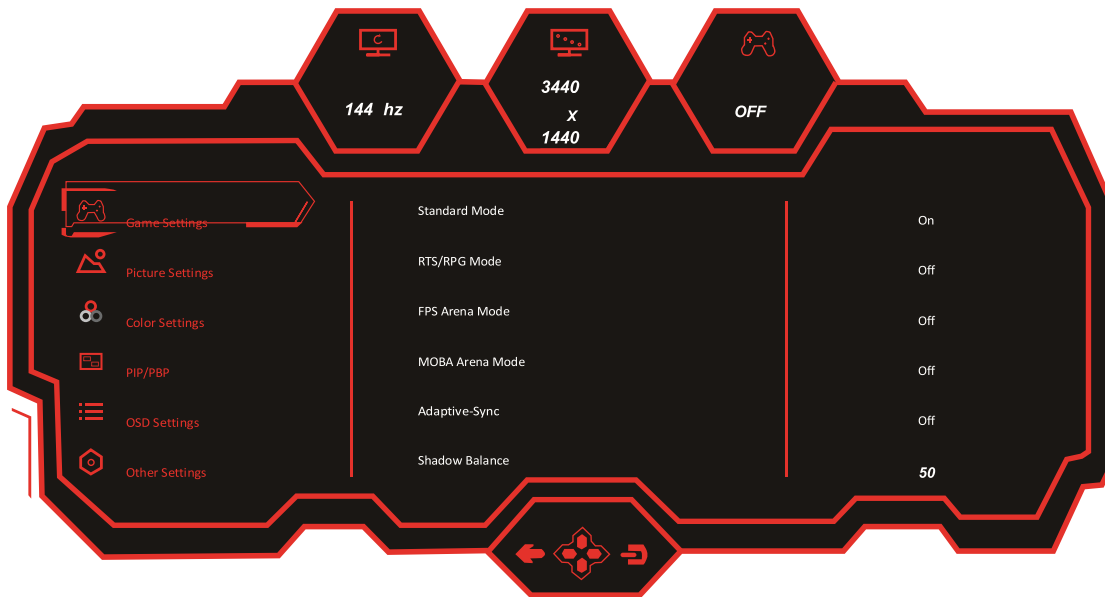 144 hz
3440
X
1440
OFF
Game Settings
Picture Settings
Color Settings
PIP/PBP
OSD Settings
Other Settings
Standard Mode
RTS/RPG Mode
FPS Arena Mode
MOBA Arena Mode
Adaptive-Sync
Shadow Balance
On
Off
Off
Off
Off
50